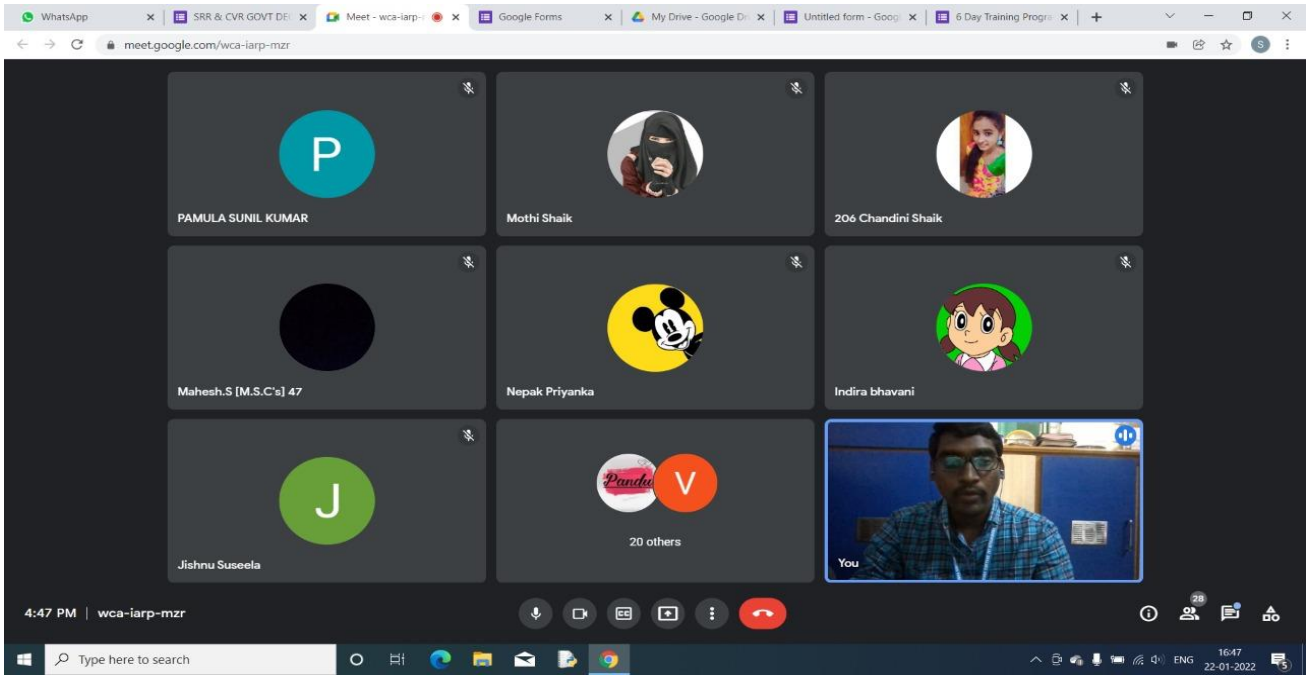 WhatsApp
SRR & CVR GOVT DE
Meet - wca-iarp-
Google Forms
My Drive - Google Dr
Untitled form - Goog
6 Day Training Progra
meet.google.com/wca-iarp-mzr
S
P
PAMULA SUNIL KUMAR
Mothi Shaik
206 Chandini Shaik
Mahesh.S [M.S.C's] 47
Nepak Priyanka
Indira bhavani
J
Jishnu Suseela
Pandu
V
20 others
You
4:47 PM | wca-iarp-mzr
CC
28
Type here to search
ENG
16:47
22-01-2022
5